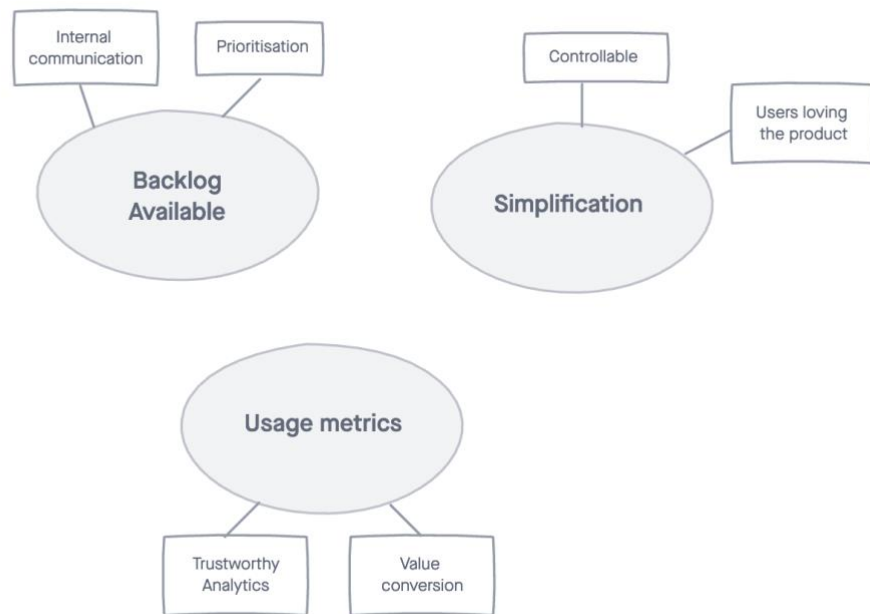 Internal
communication
Prioritisation
Backlog
Available
Controllable
Users loving
the product
Simplification
Usage metrics
Trustworthy
Analytics
Value
conversion